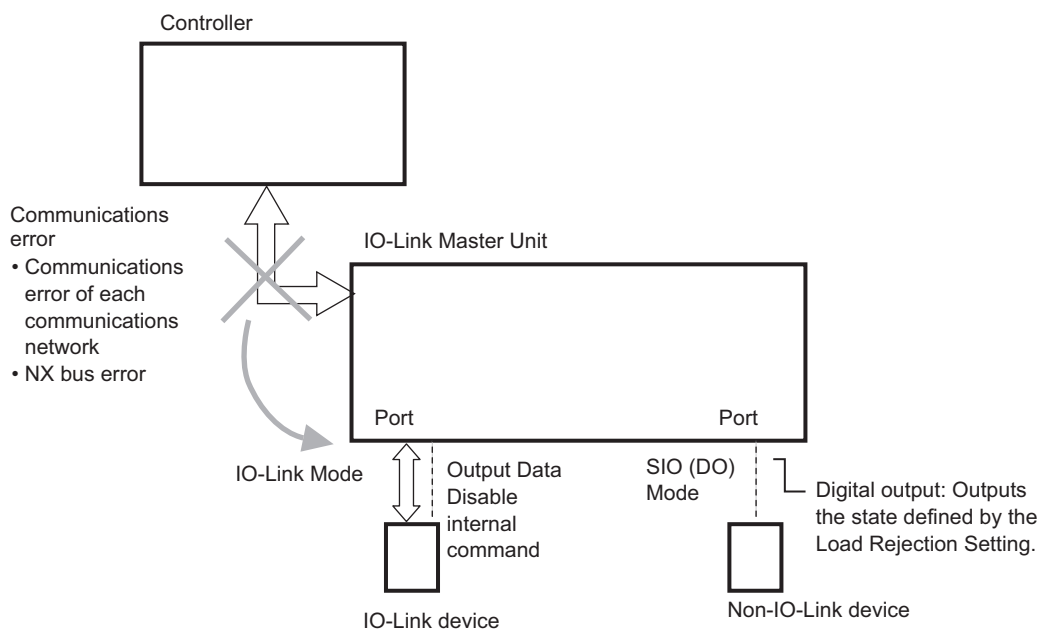 Controller
Communications
error
• Communications
error of each
communications
network
• NX bus error
IO-Link Master Unit
Port
Port
IO-Link Mode
Output Data
Disable
internal
command
SIO (DO)
Mode
Digital output: Outputs
the state defined by the
Load Rejection Setting.
IO-Link device
Non-IO-Link device